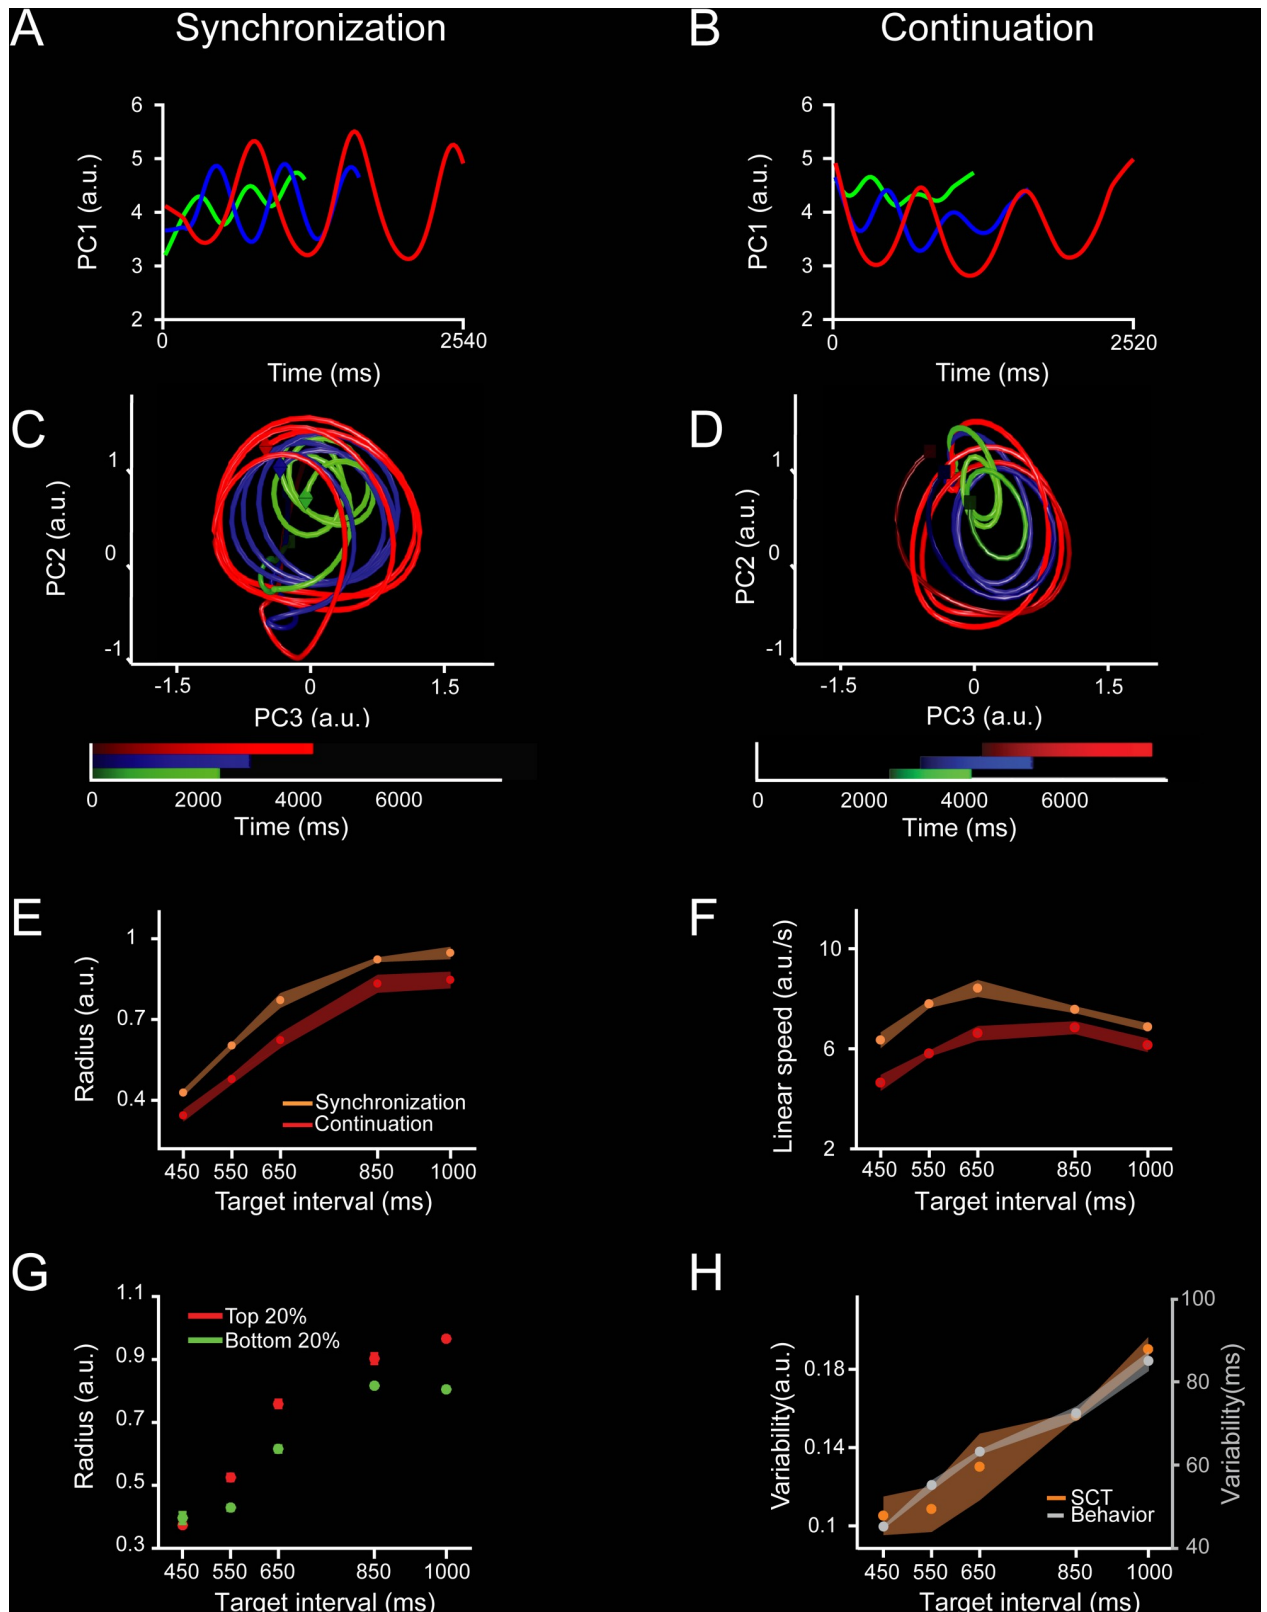 A Synchronization
B Continuation
6
5
4
3
2
PC1 (a.u.)
0 2540
Time (ms)
6
5
4
3
2
PC1 (a.u.)
0 2520
Time (ms)
C
1
0
-1
PC2 (a.u.)
-1.5 0 1.5
PC3 (a.u.)
0 2000 4000 6000
Time (ms)
D
1
0
-1
PC2 (a.u.)
-1.5 0 1.5
PC3 (a.u.)
0 2000 4000 6000
Time (ms)
E
1
0.7
0.4
Radius (a.u.)
Synchronization
Continuation
450 550 650 850 1000
Target interval (ms)
F
10
6
2
Linear speed (a.u./s)
450 550 650 850 1000
Target interval (ms)
G
1.1
0.9
0.7
0.5
0.3
Radius (a.u.)
Top 20%
Bottom 20%
450 550 650 850 1000
Target interval (ms)
H
0.18
0.14
0.1
Variability(a.u.)
100
80
60
40
Variability(ms)
SCT
Behavior
450 550 650 850 1000
Target interval (ms)